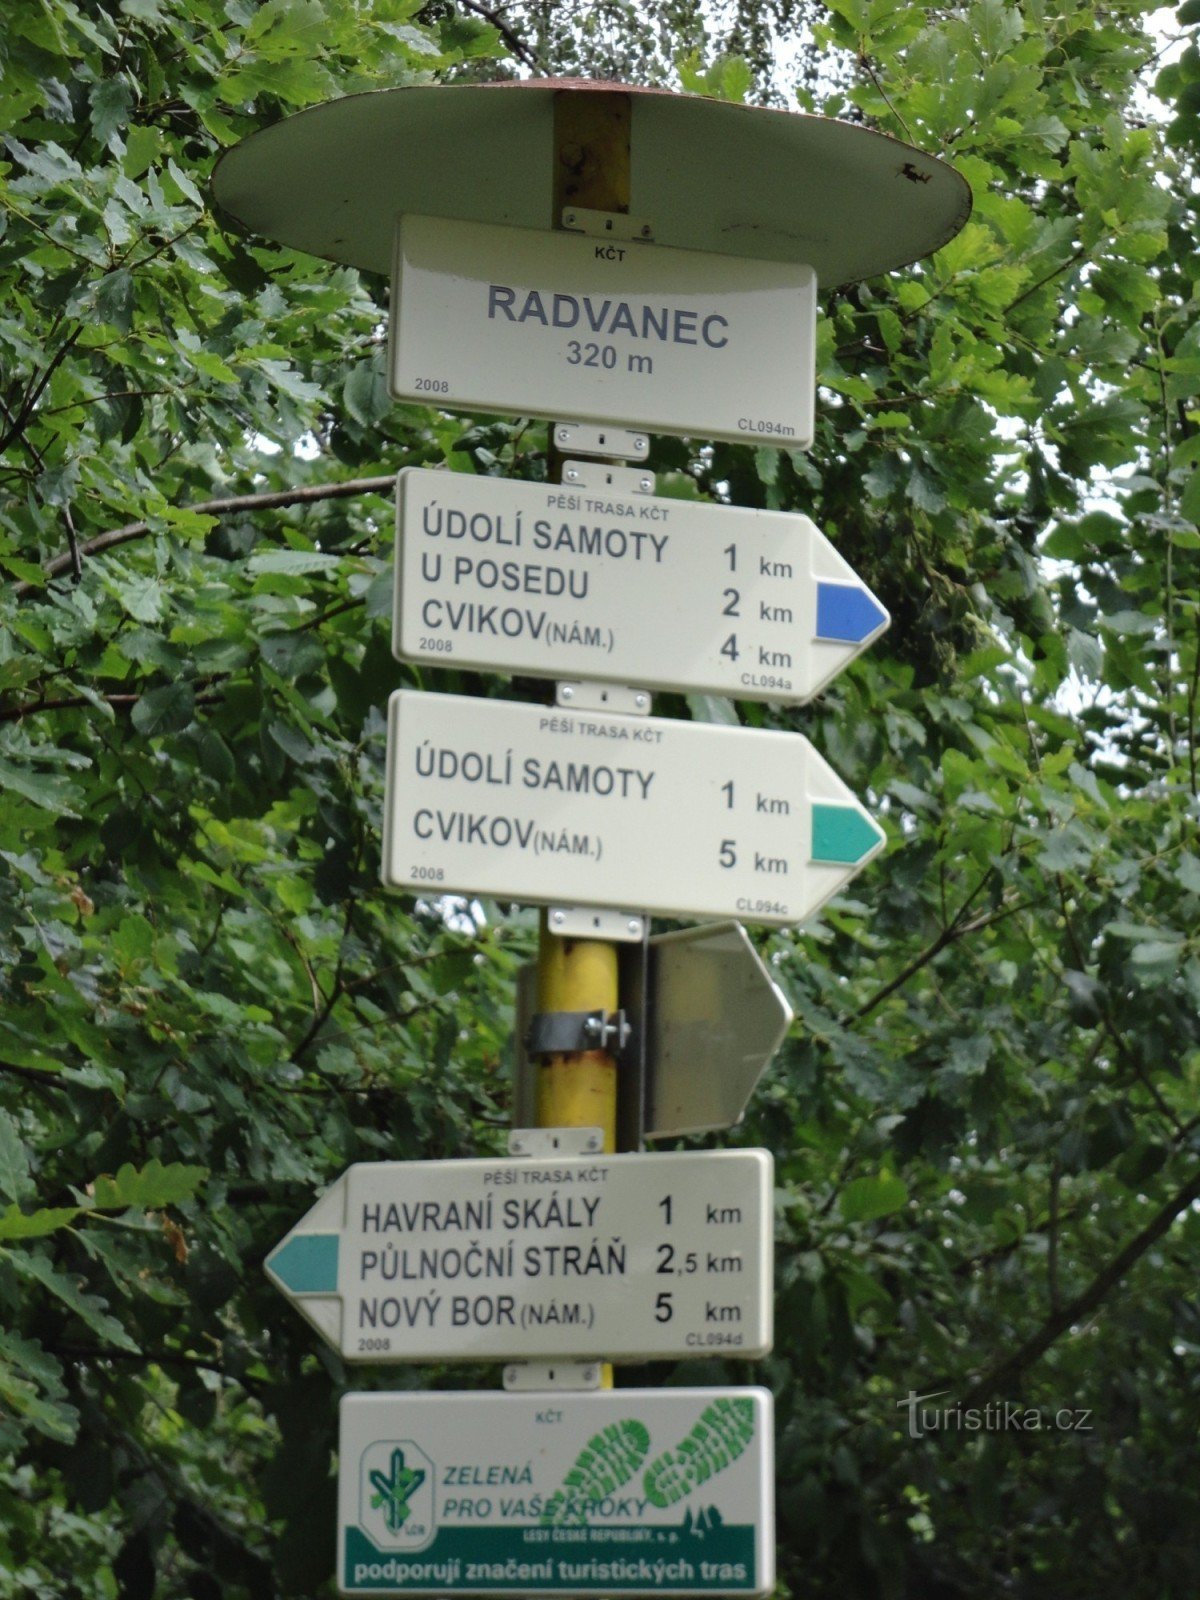 KČT
RADVANEC
320 m
2008
CL094m
PĚŠÍ TRASA KČT
ÚDOLÍ SAMOTY 1 km
U POSEDU 2 km
CVIKOV(NÁM.) 4 km
2008
CL094a
PĚŠÍ TRASA KČT
ÚDOLÍ SAMOTY 1 km
CVIKOV(NÁM.) 5 km
2008
CL094c
PĚŠÍ TRASA KČT
HAVRANÍ SKÁLY 1 km
PŮLNOČNÍ STRÁŇ 2,5 km
NOVÝ BOR(NÁM.) 5 km
2008
CL094d
KČT
ZELENÁ
PRO VAŠE KROKY
LČR
LESY ČESKÉ REPUBLIKY, s. p.
podporují značení turistických tras
Turistika.cz